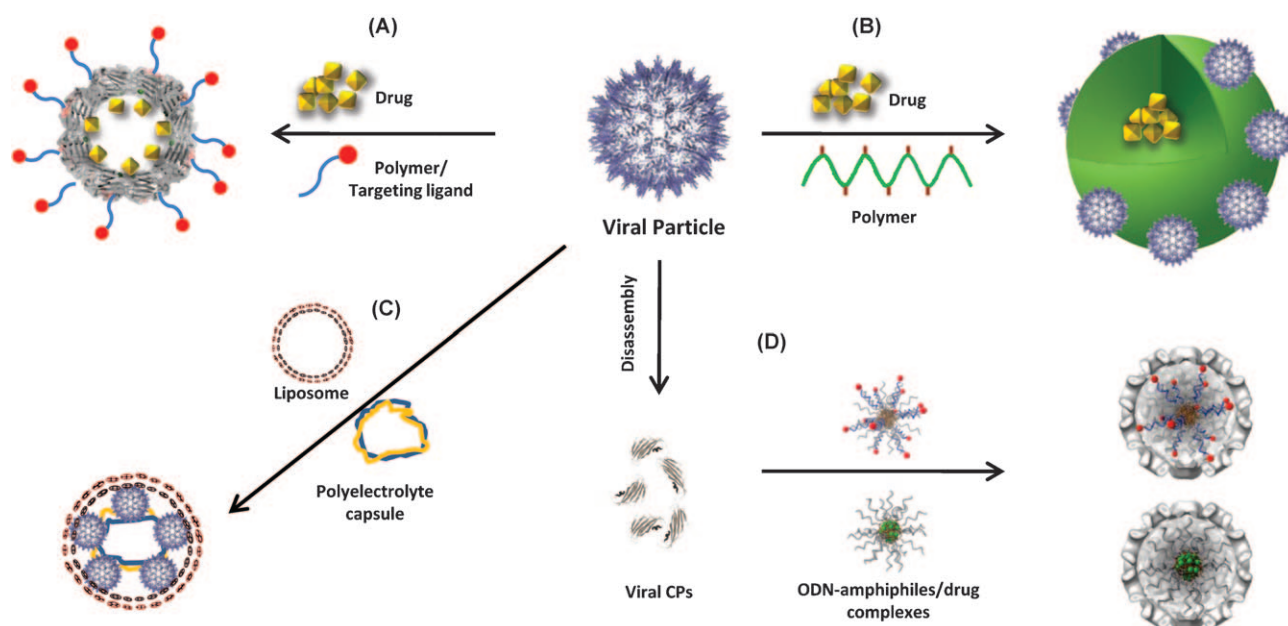 (A)
Drug
Polymer/
Targeting ligand
Viral Particle
(B)
Drug
Polymer
(C)
Liposome
Polyelectrolyte
capsule
Disassembly
Viral CPs
(D)
ODN-amphiphiles/drug
complexes